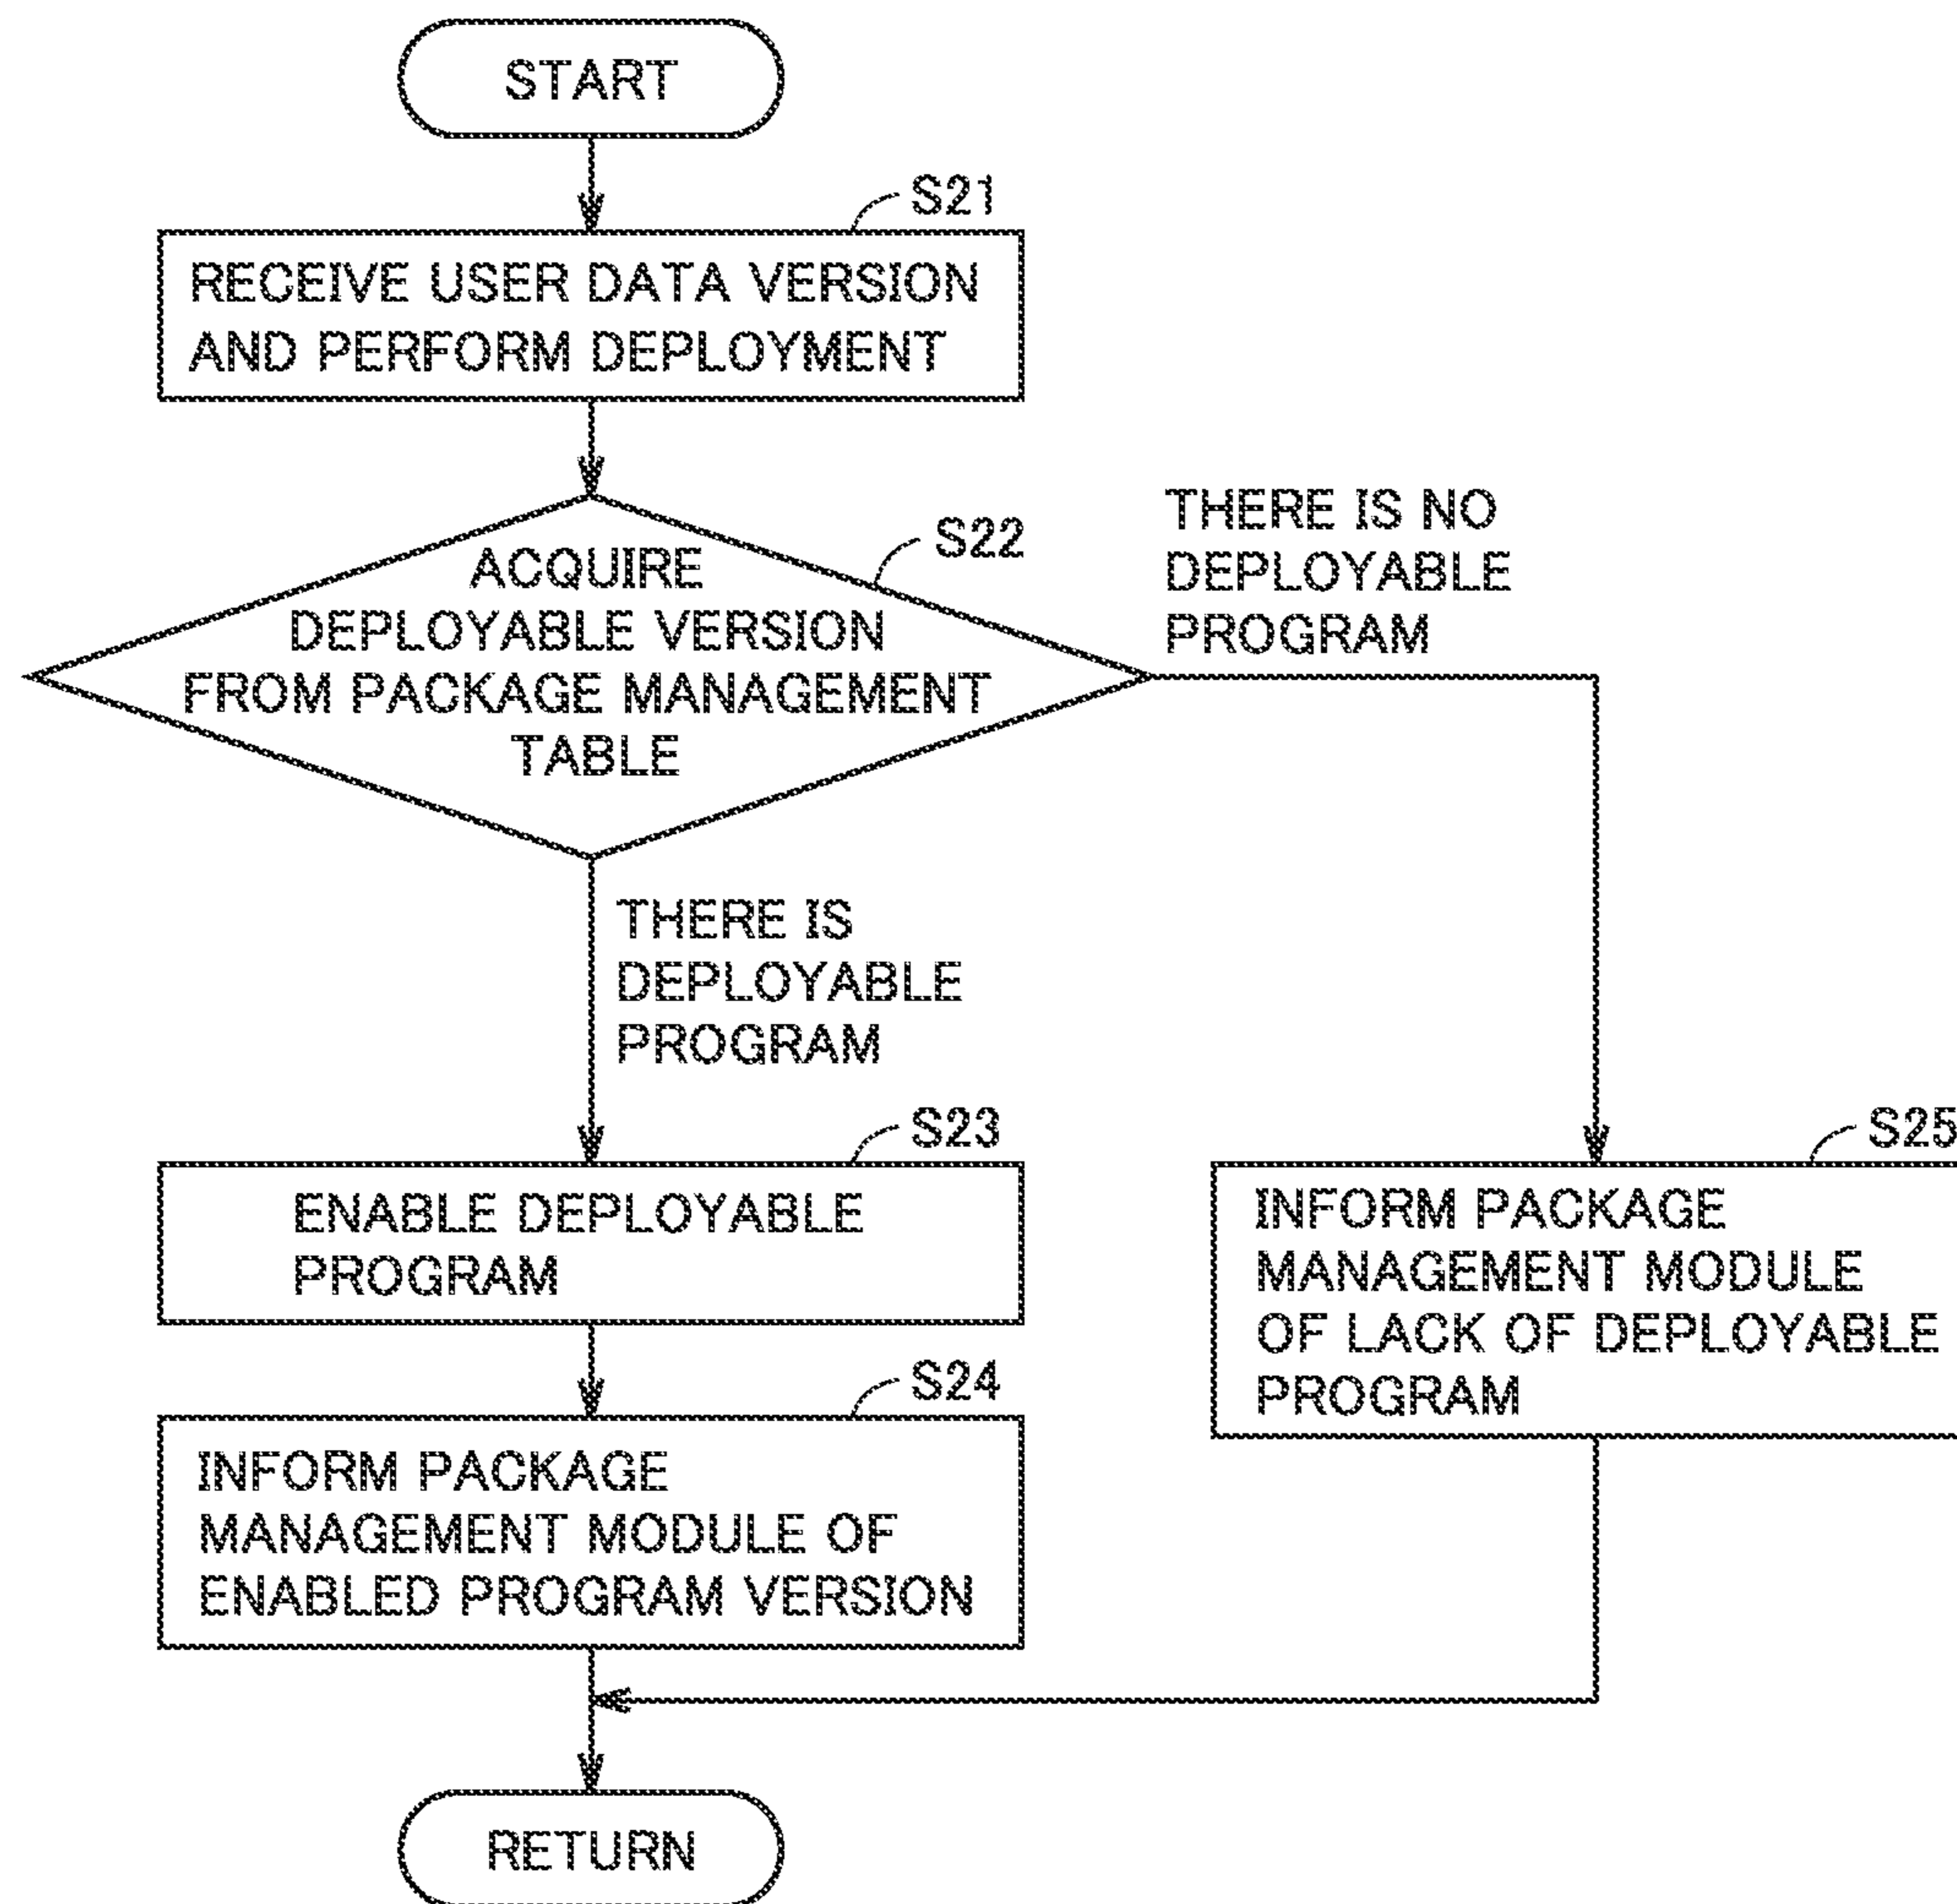 START
S21
RECEIVE USER DATA VERSION
AND PERFORM DEPLOYMENT
S22
ACQUIRE
DEPLOYABLE VERSION
FROM PACKAGE MANAGEMENT
TABLE
THERE IS NO
DEPLOYABLE
PROGRAM
THERE IS
DEPLOYABLE
PROGRAM
S23
ENABLE DEPLOYABLE
PROGRAM
S25
INFORM PACKAGE
MANAGEMENT MODULE
OF LACK OF DEPLOYABLE
PROGRAM
S24
INFORM PACKAGE
MANAGEMENT MODULE OF
ENABLED PROGRAM VERSION
RETURN